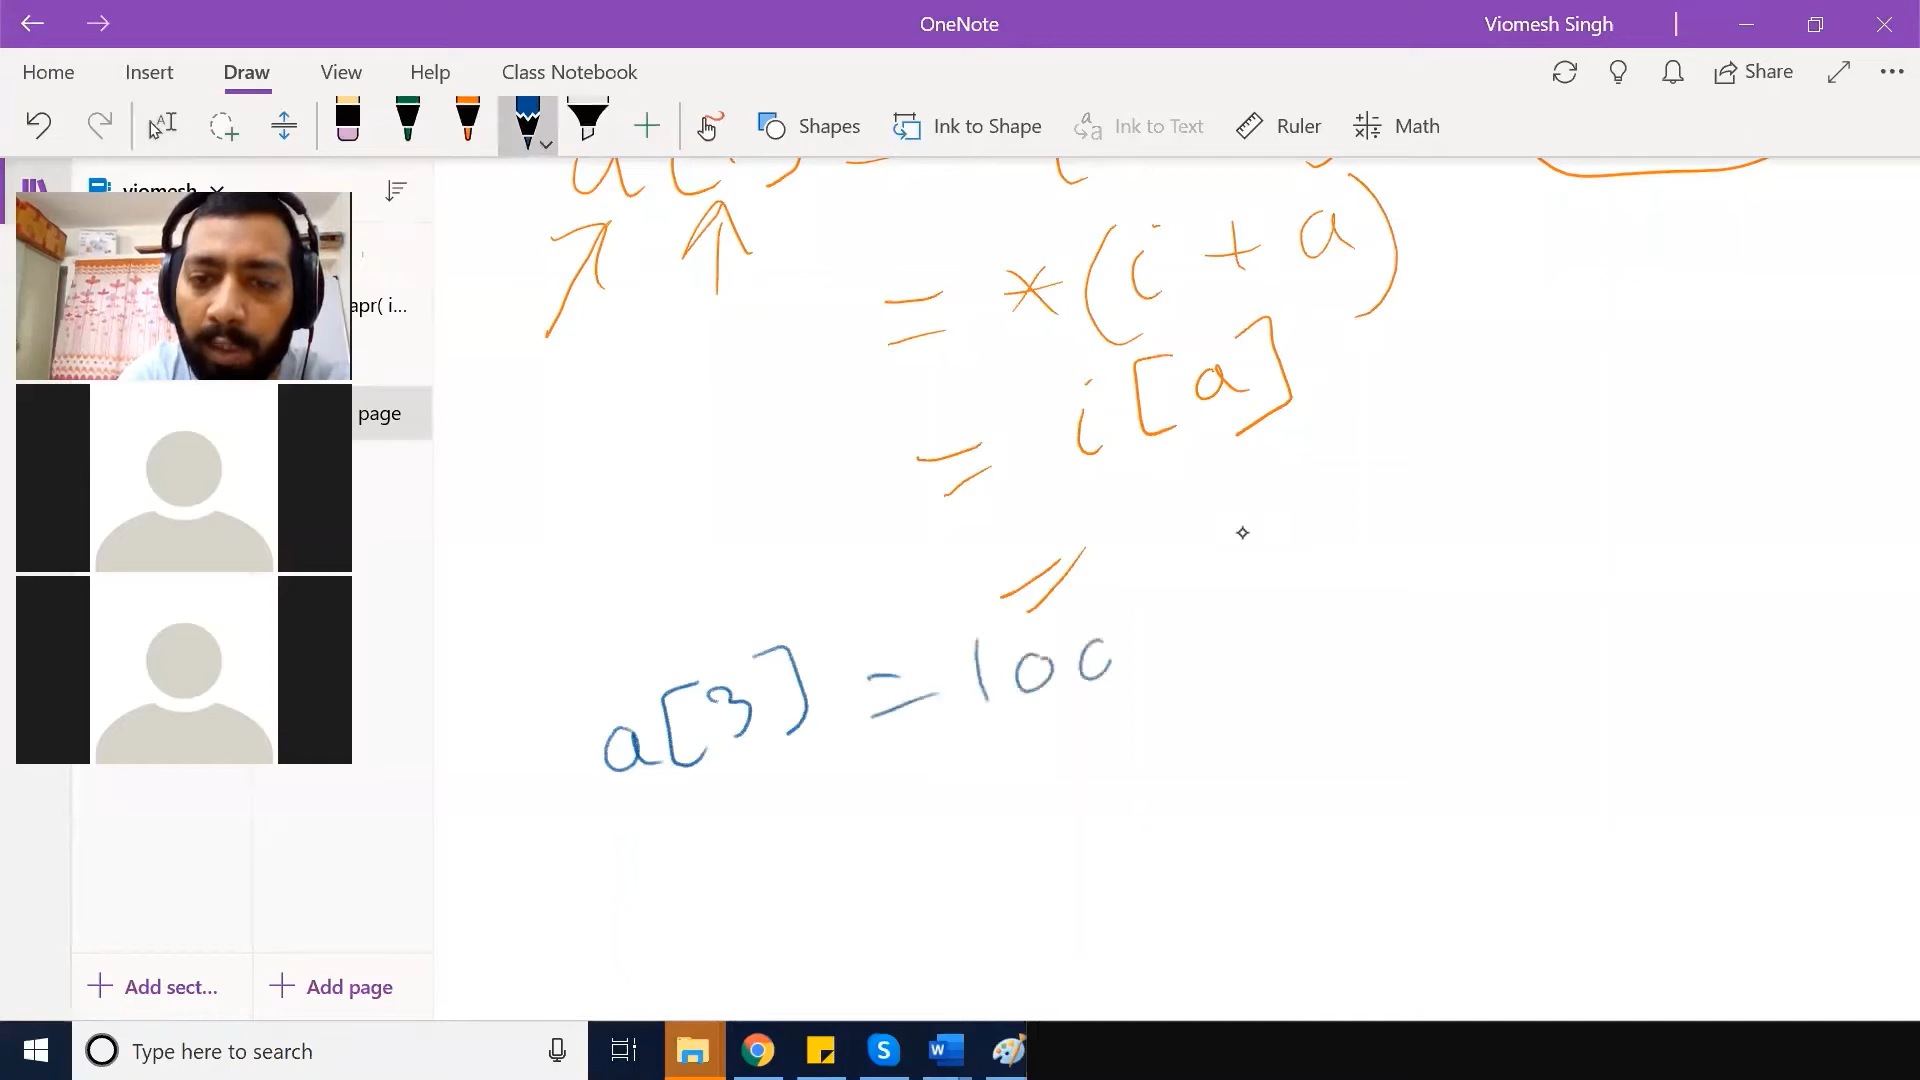 OneNote
Viomesh Singh
Home Insert Draw View Help Class Notebook
Share
Shapes Ink to Shape Ink to Text Ruler Math
viomesh
apr( i...
page
= *(i + a)
= i[a]
=
a[3] = 100
Add sect... Add page
Type here to search